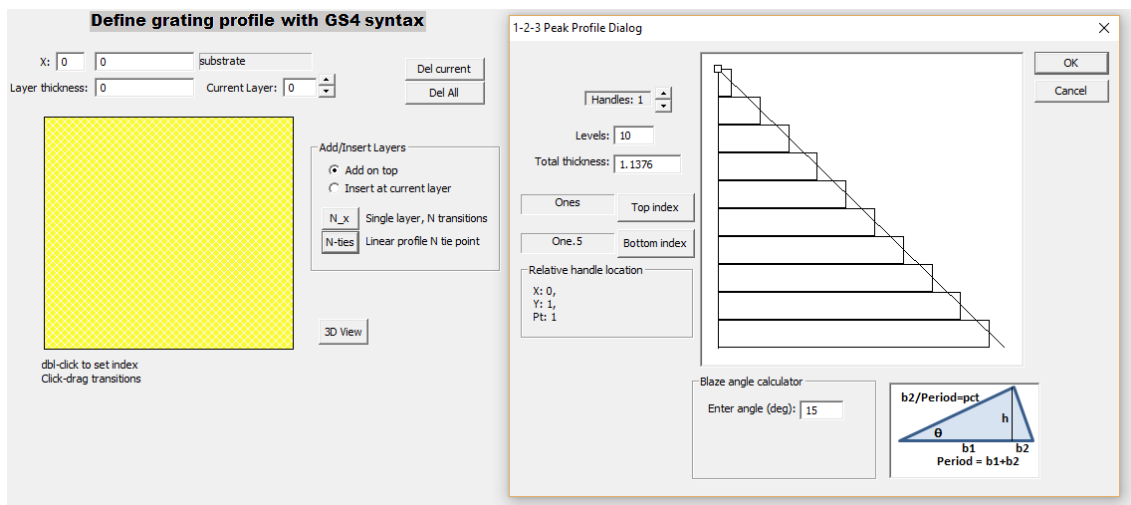 Define grating profile with GS4 syntax
X: 0 0 substrate
Layer thickness: 0 Current Layer: 0
Del current
Del All
Add/Insert Layers
Add on top
Insert at current layer
N_x Single layer, N transitions
N-ties Linear profile N tie point
3D View
dbl-click to set index
Click-drag transitions
1-2-3 Peak Profile Dialog
OK
Cancel
Handles: 1
Levels: 10
Total thickness: 1.1376
Ones Top index
One.5 Bottom index
Relative handle location
X: 0,
Y: 1,
Pt: 1
Blaze angle calculator
Enter angle (deg): 15
b2/Period=pct
h
θ
b1 b2
Period = b1+b2